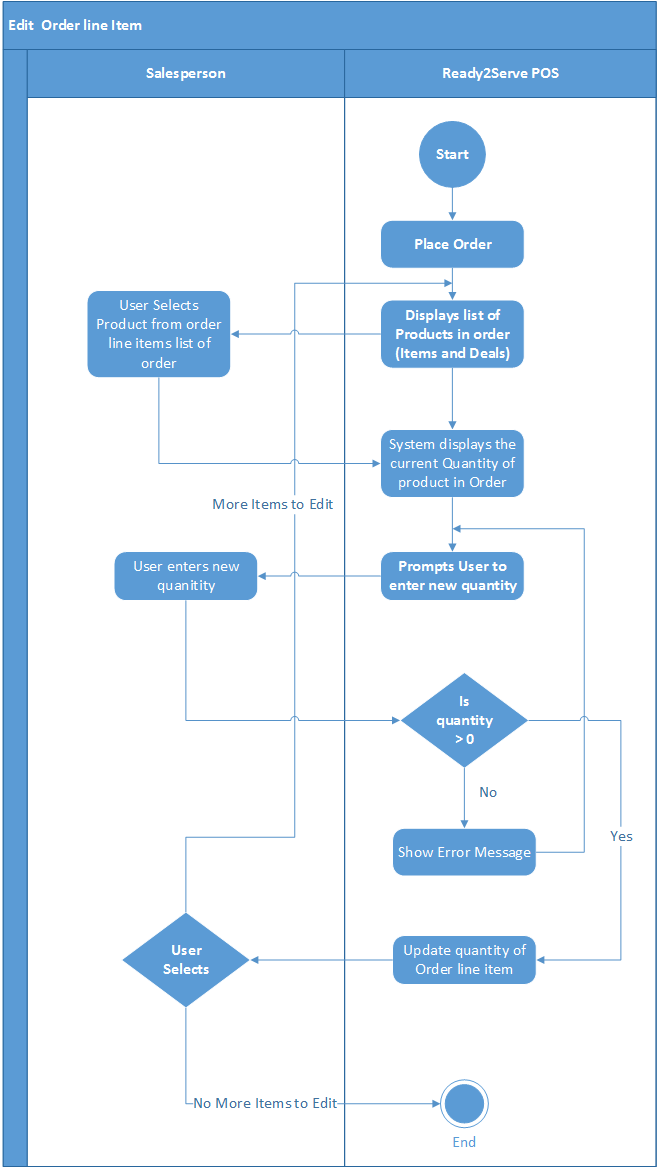 Edit  Order line Item
Salesperson
Ready2Serve POS
Start
Place Order
User Selects
Product from order
line items list of
order
Displays list of
Products in order
(Items and Deals)
System displays the
current Quantity of
product in Order
More Items to Edit
User enters new
quanitity
Prompts User to
enter new quantity
Is
quantity
> 0
No
Yes
Show Error Message
User
Selects
Update quantity of
Order line item
No More Items to Edit
End